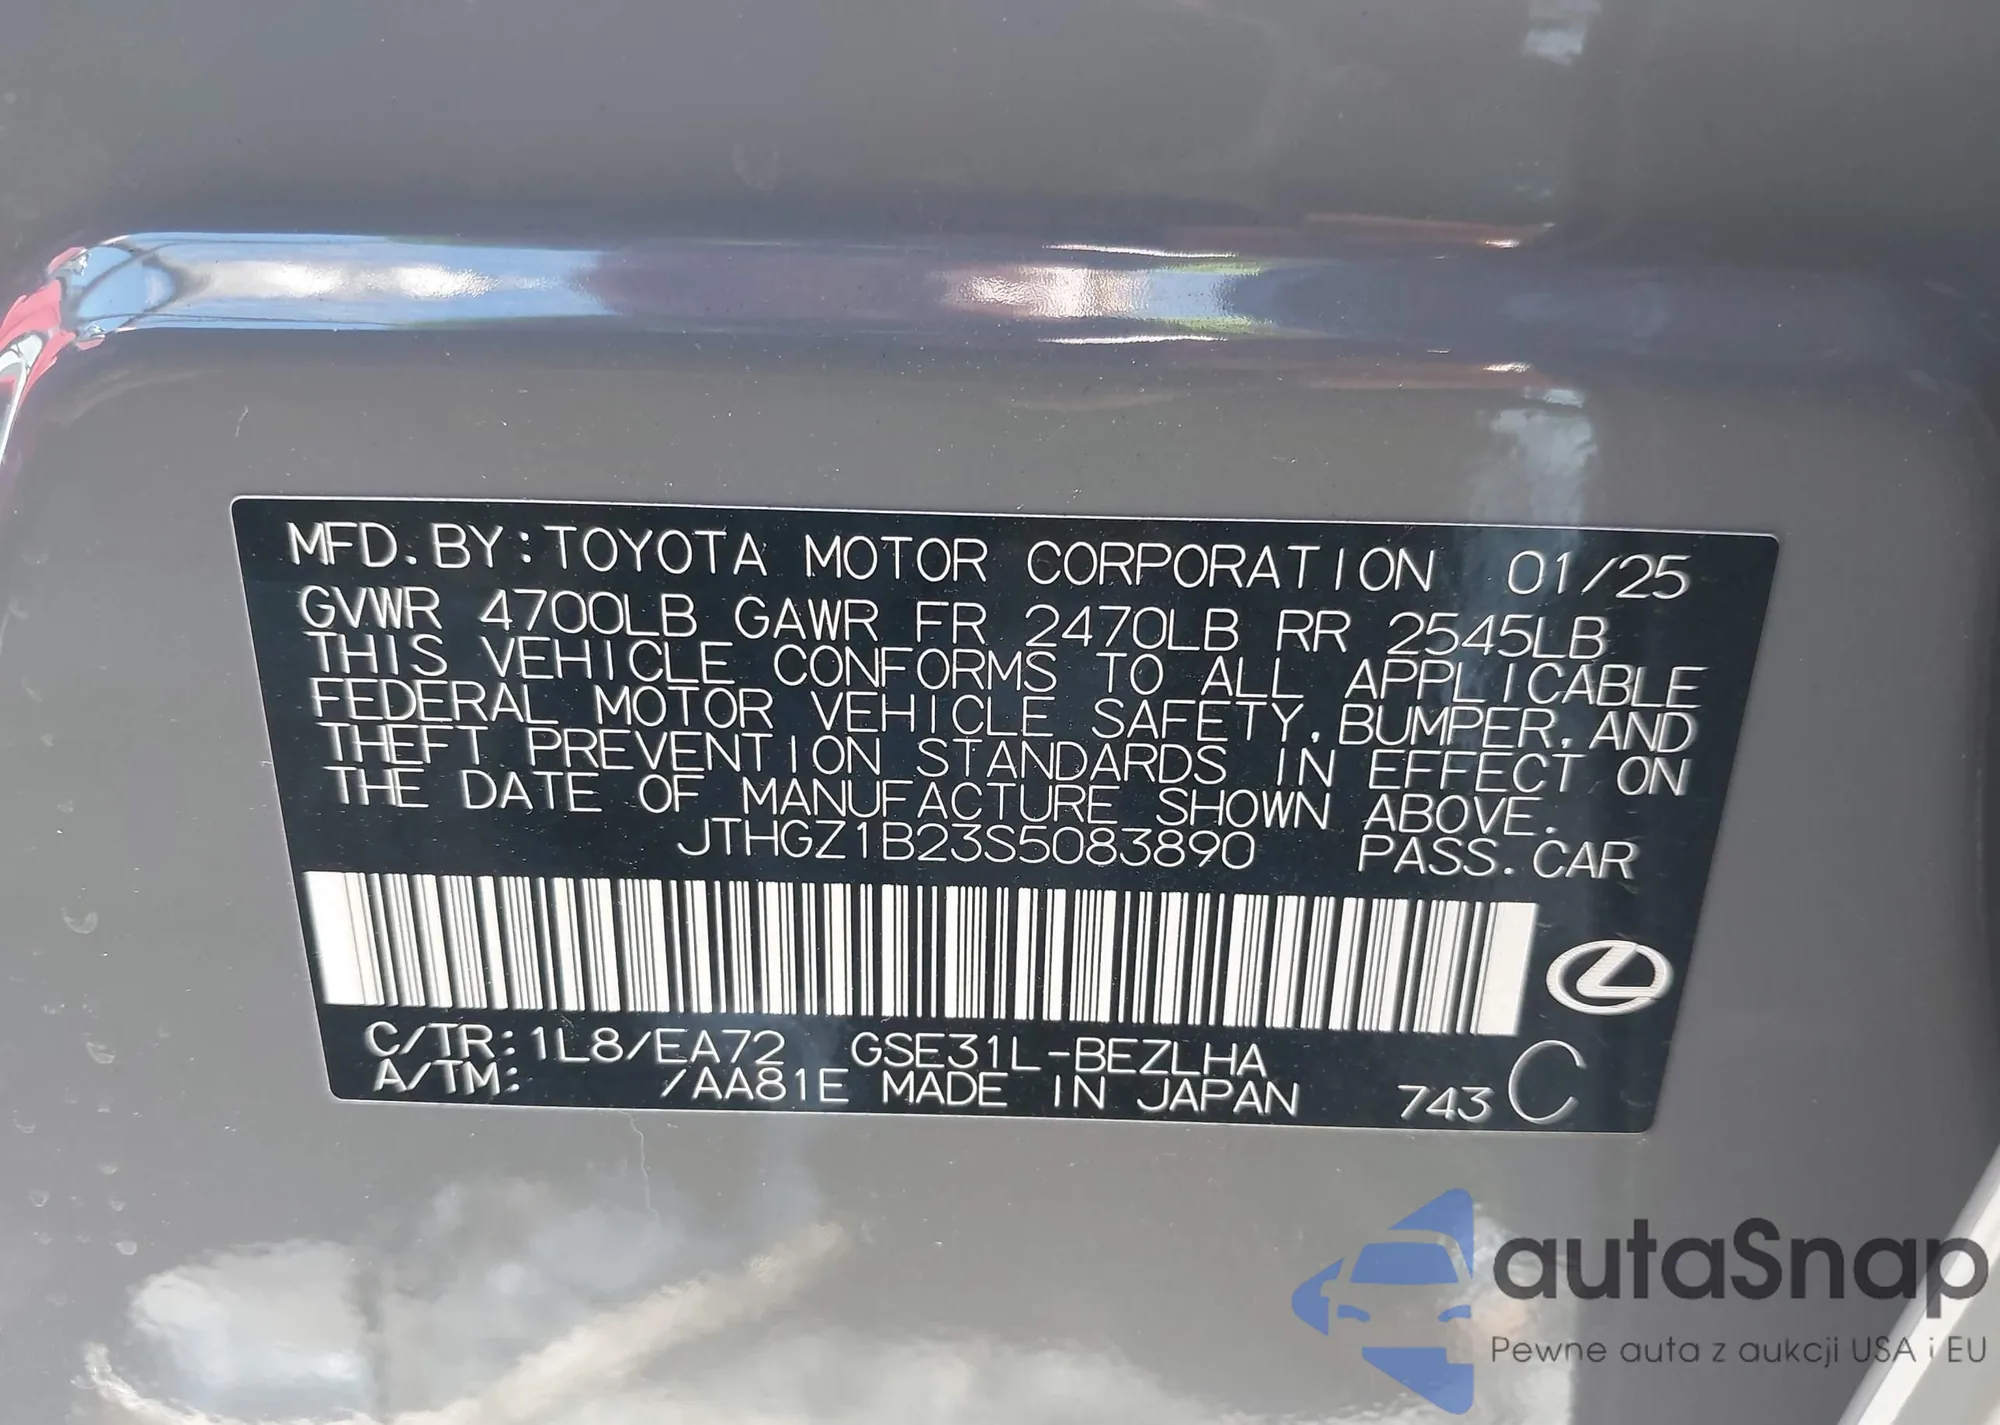 MFD. BY: TOYOTA MOTOR CORPORATION 01/25
GVWR 4700LB GAWR FR 2470LB RR 2545LB
THIS VEHICLE CONFORMS TO ALL APPLICABLE
FEDERAL MOTOR VEHICLE SAFETY, BUMPER, AND
THEFT PREVENTION STANDARDS IN EFFECT ON
THE DATE OF MANUFACTURE SHOWN ABOVE.
JTHGZ1B23S5083890 PASS. CAR
C/TR: 1L8/EA72 GSE31L-BEZLHA
A/TM: /AA81E MADE IN JAPAN 743 C
autaSnap
Pewne auta z aukcji USA i EU